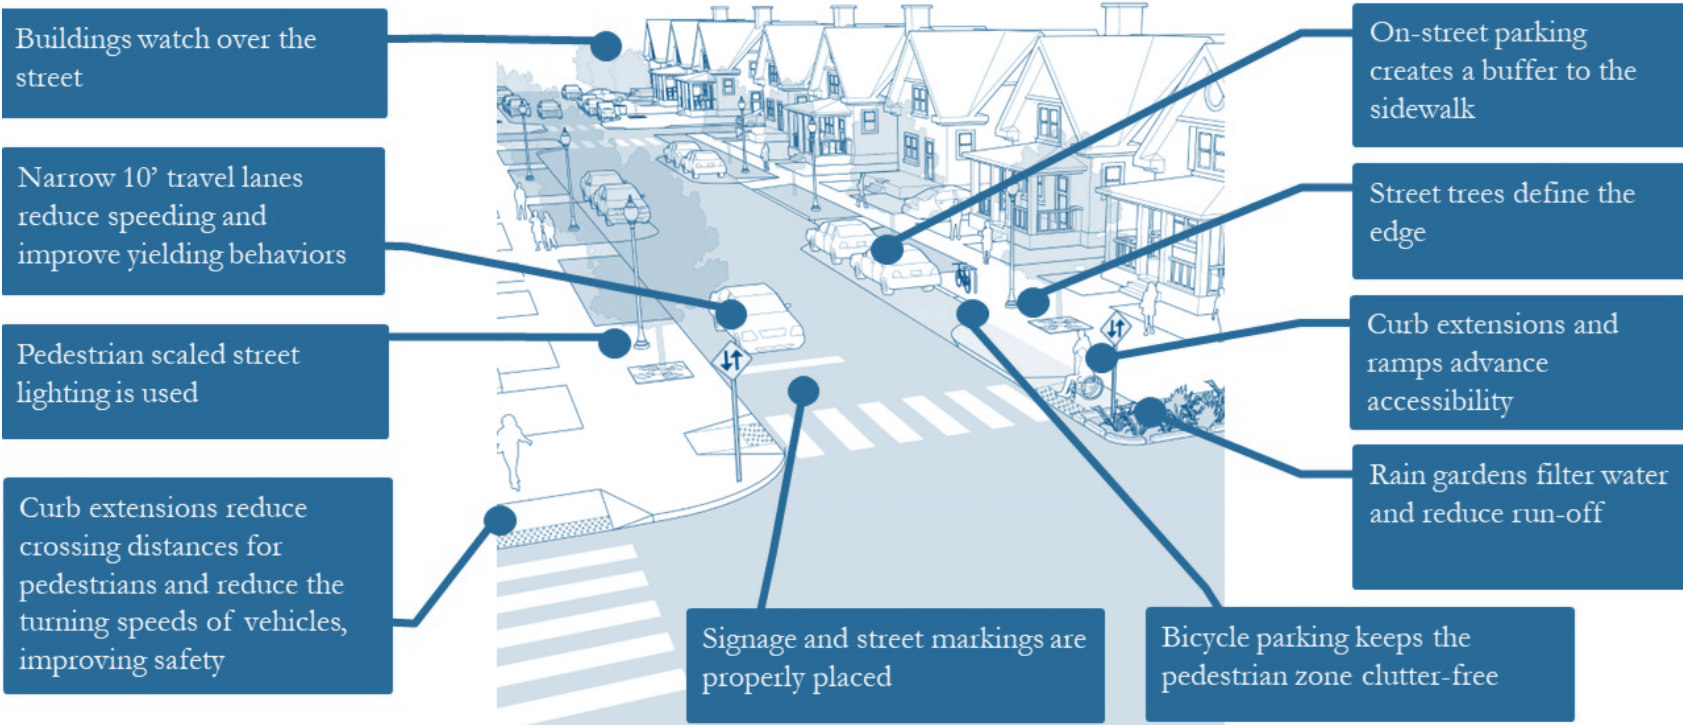 Buildings watch over the
street
Narrow 10’ travel lanes
reduce speeding and
improve yielding behaviors
Pedestrian scaled street
lighting is used
Curb extensions reduce
crossing distances for
pedestrians and reduce the
turning speeds of vehicles,
improving safety
Signage and street markings are
properly placed
Bicycle parking keeps the
pedestrian zone clutter-free
On-street parking
creates a buffer to the
sidewalk
Street trees define the
edge
Curb extensions and
ramps advance
accessibility
Rain gardens filter water
and reduce run-off